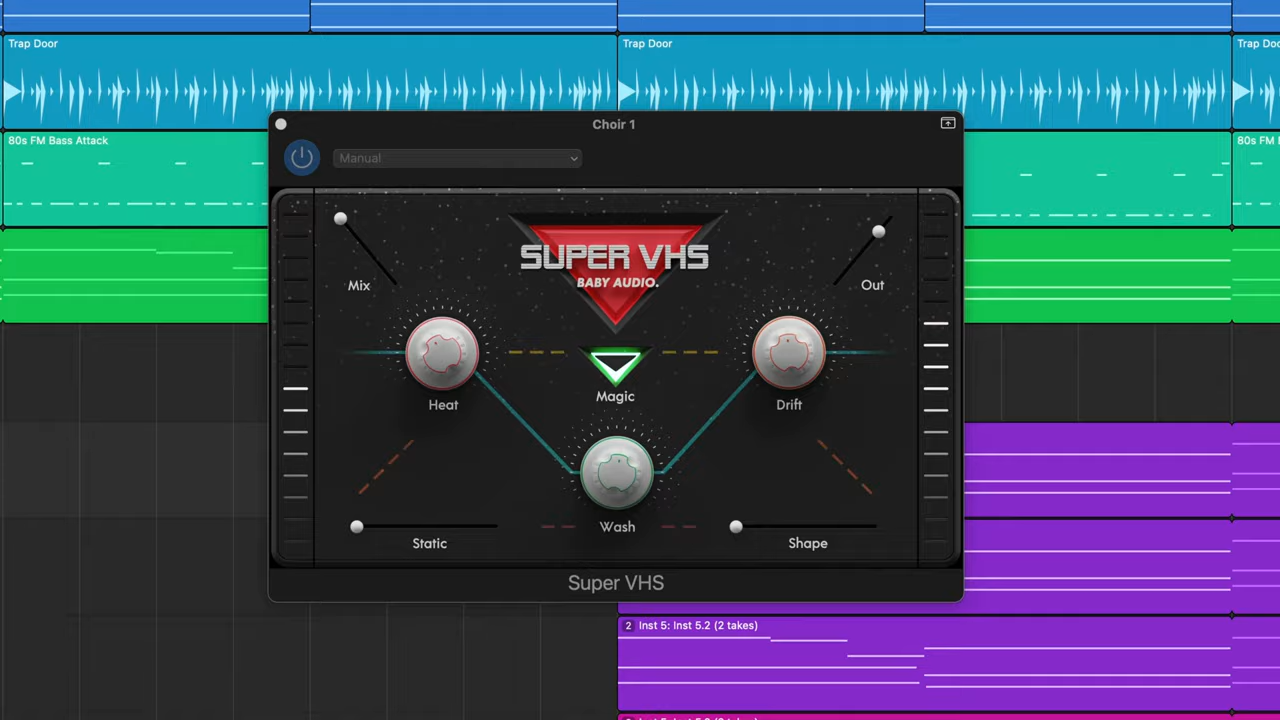 Trap Door
Trap Door
Trap Do
80s FM Bass Attack
80s FM
Choir 1
Manual
SUPER VHS
BABY AUDIO.
Mix
Out
Heat
Magic
Drift
Wash
Static
Shape
Super VHS
2 Inst 5: Inst 5.2 (2 takes)